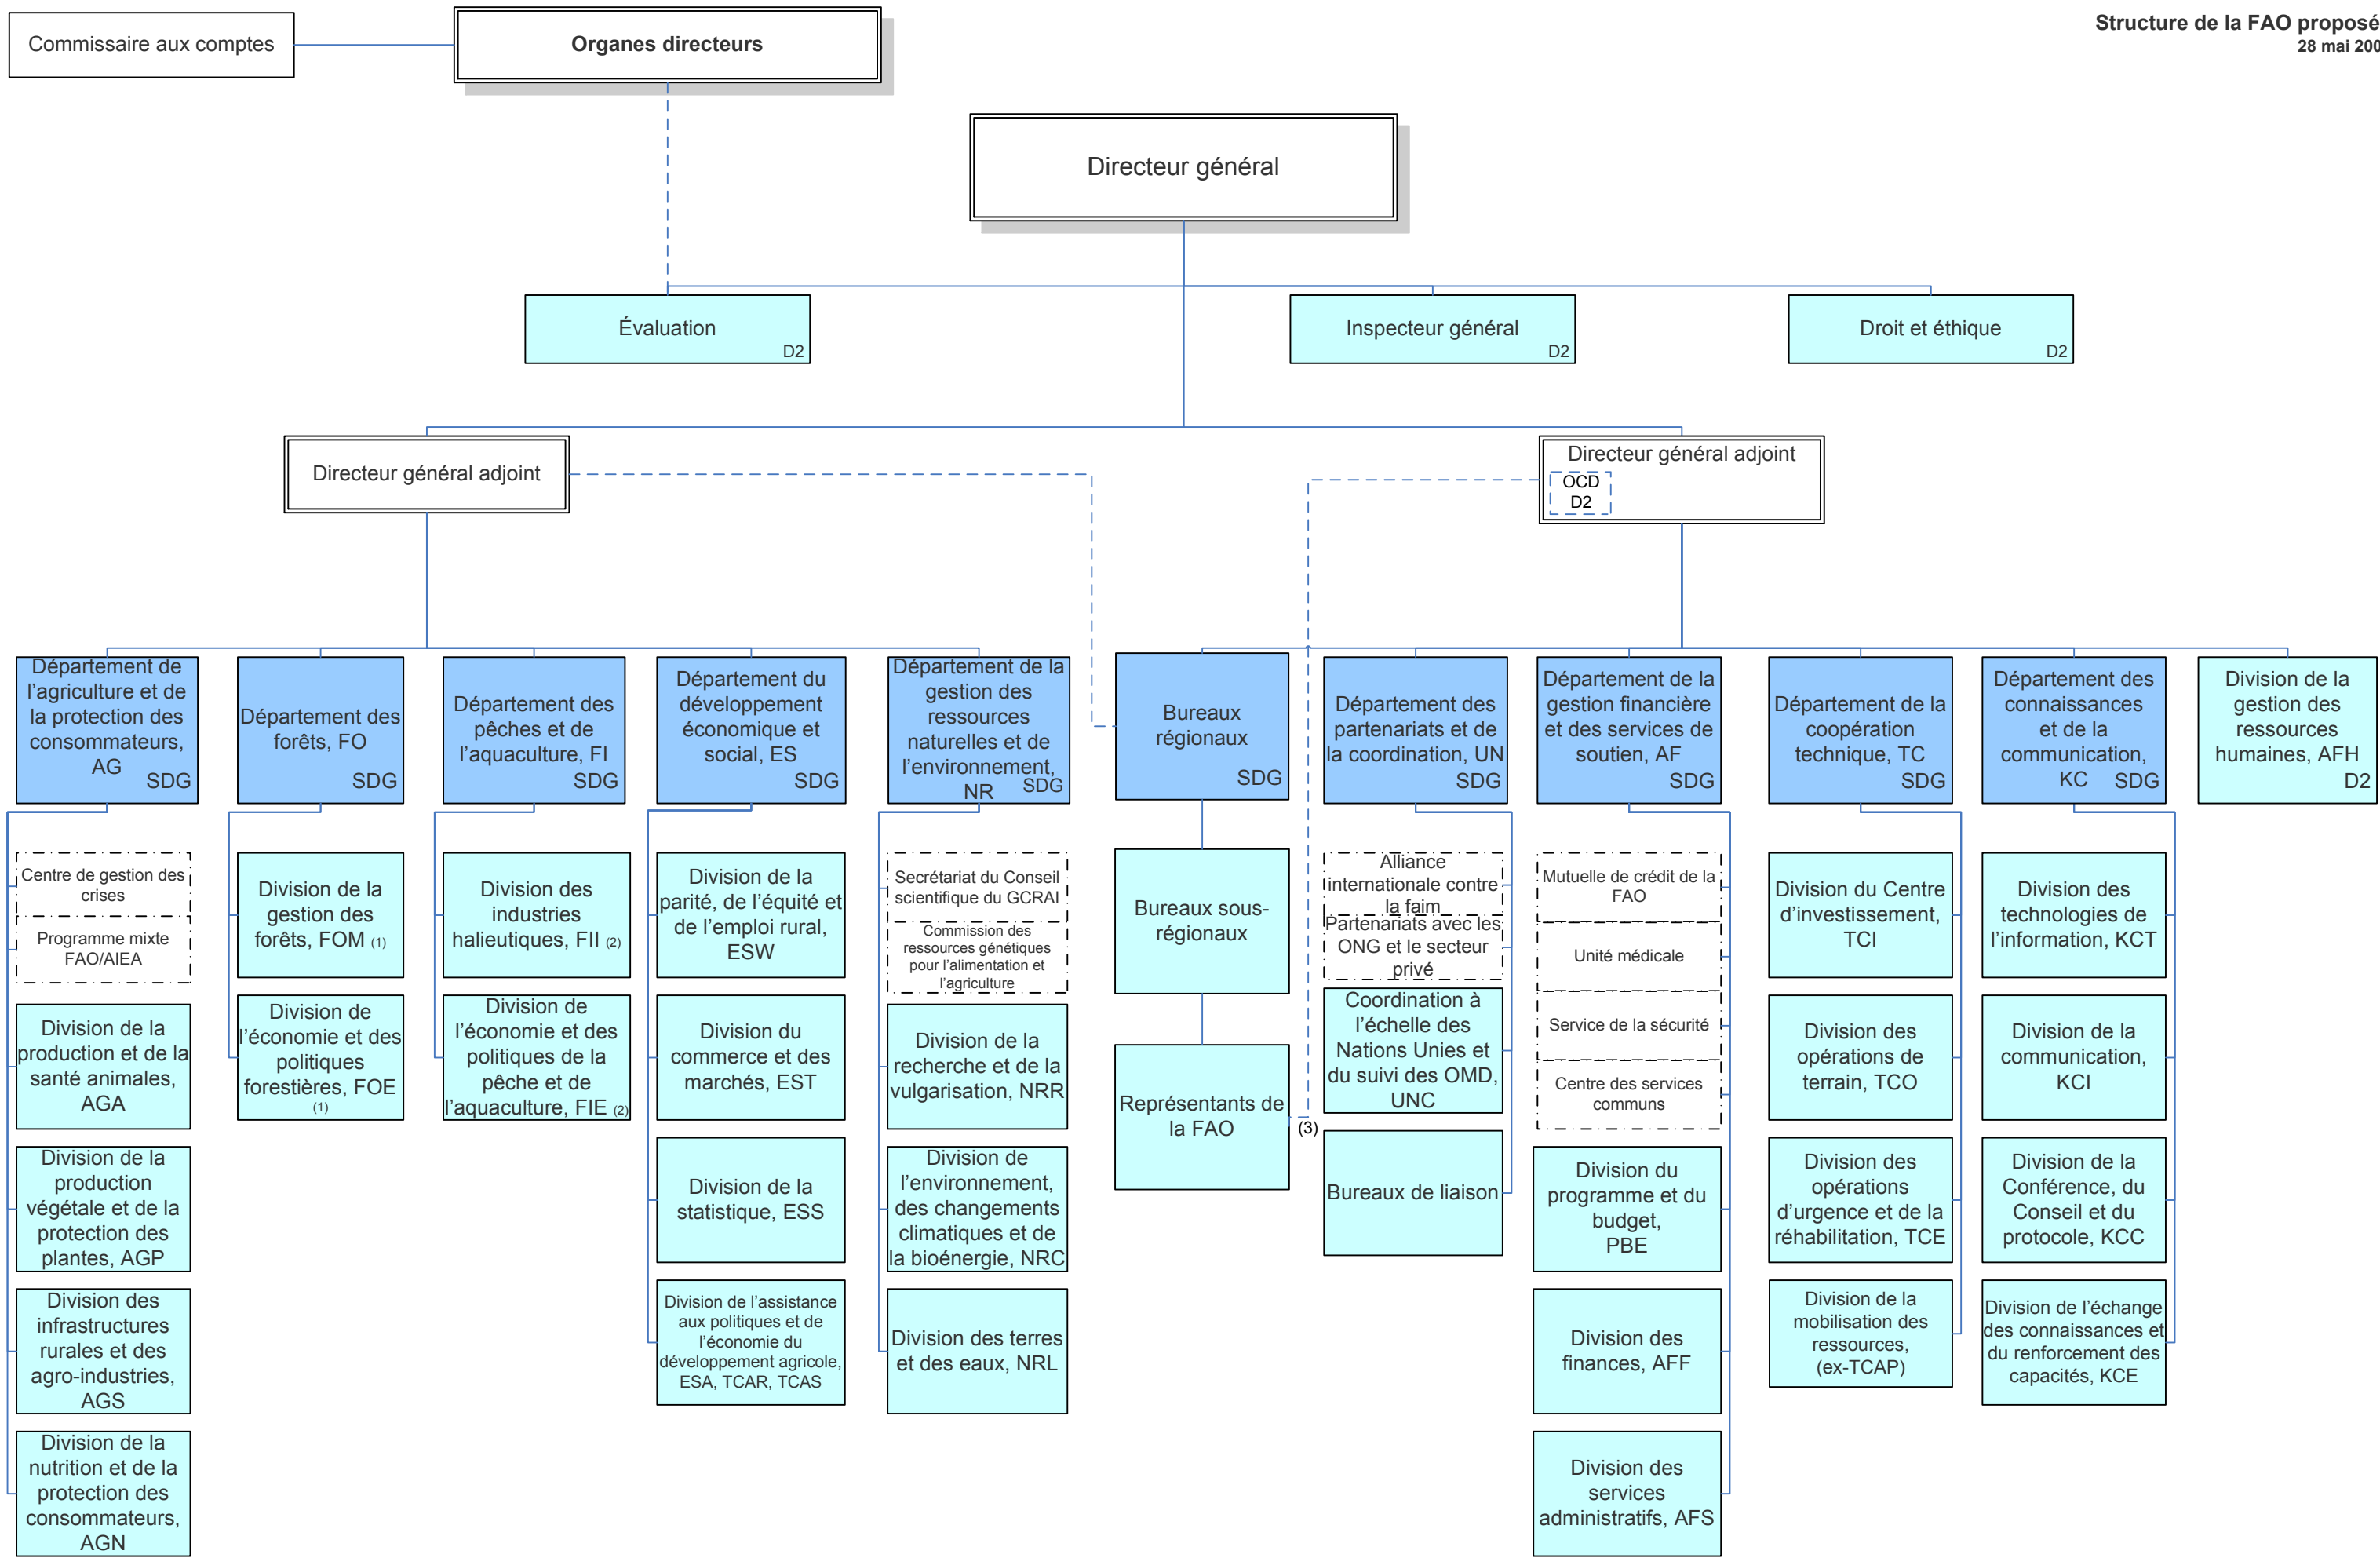 Commissaire aux comptes
Organes directeurs
Structure de la FAO proposé
28 mai 200
Directeur général
Évaluation
D2
Inspecteur général
D2
Droit et éthique
D2
Directeur général adjoint
Directeur général adjoint
OCD
D2
Département de
l’agriculture et de
la protection des
consommateurs,
AG
SDG
Département des
forêts, FO
SDG
Département des
pêches et de
l’aquaculture, FI
SDG
Département du
développement
économique et
social, ES
SDG
Département de la
gestion des
ressources
naturelles et de
l’environnement,
NR
SDG
Bureaux
régionaux
SDG
Département des
partenariats et de
la coordination, UN
SDG
Département de la
gestion financière
et des services de
soutien, AF
SDG
Département de la
coopération
technique, TC
SDG
Département des
connaissances
et de la
communication,
KC
SDG
Division de la
gestion des
ressources
humaines, AFH
D2
Centre de gestion des
crises
Programme mixte
FAO/AIEA
Division de la
production et de la
santé animales,
AGA
Division de la
production
végétale et de la
protection des
plantes, AGP
Division des
infrastructures
rurales et des
agro-industries,
AGS
Division de la
nutrition et de la
protection des
consommateurs,
AGN
Division de la
gestion des
forêts, FOM (1)
Division de
l’économie et des
politiques
forestières, FOE
(1)
Division des
industries
halieutiques, FII (2)
Division de
l’économie et des
politiques de la
pêche et de
l’aquaculture, FIE (2)
Division de la
parité, de l’équité et
de l’emploi rural,
ESW
Division du
commerce et des
marchés, EST
Division de la
statistique, ESS
Division de l’assistance
aux politiques et de
l’économie du
développement agricole,
ESA, TCAR, TCAS
Secrétariat du Conseil
scientifique du GCRAI
Commission des
ressources génétiques
pour l’alimentation et
l’agriculture
Division de la
recherche et de la
vulgarisation, NRR
Division de
l’environnement,
des changements
climatiques et de
la bioénergie, NRC
Division des terres
et des eaux, NRL
Bureaux sous-
régionaux
Représentants de
la FAO
(3)
Alliance
internationale contre
la faim
Partenariats avec les
ONG et le secteur
privé
Coordination à
l’échelle des
Nations Unies et
du suivi des OMD,
UNC
Bureaux de liaison
Mutuelle de crédit de la
FAO
Unité médicale
Service de la sécurité
Centre des services
communs
Division du
programme et du
budget,
PBE
Division des
finances, AFF
Division des
services
administratifs, AFS
Division du Centre
d’investissement,
TCI
Division des
opérations de
terrain, TCO
Division des
opérations
d’urgence et de la
réhabilitation, TCE
Division de la
mobilisation des
ressources,
(ex-TCAP)
Division des
technologies de
l’information, KCT
Division de la
communication,
KCI
Division de la
Conférence, du
Conseil et du
protocole, KCC
Division de l’échange
des connaissances et
du renforcement des
capacités, KCE